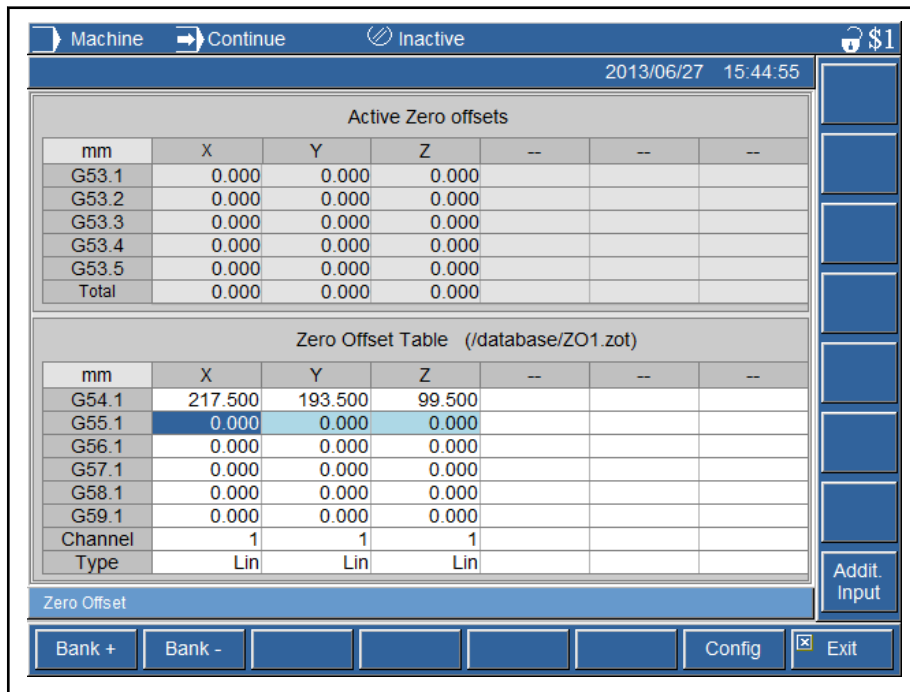 Machine Continue Inactive $1
2013/06/27 15:44:55
Active Zero offsets
mm X Y Z -- -- --
G53.1 0.000 0.000 0.000
G53.2 0.000 0.000 0.000
G53.3 0.000 0.000 0.000
G53.4 0.000 0.000 0.000
G53.5 0.000 0.000 0.000
Total 0.000 0.000 0.000
Zero Offset Table (/database/ZO1.zot)
mm X Y Z -- -- --
G54.1 217.500 193.500 99.500
G55.1 0.000 0.000 0.000
G56.1 0.000 0.000 0.000
G57.1 0.000 0.000 0.000
G58.1 0.000 0.000 0.000
G59.1 0.000 0.000 0.000
Channel 1 1 1
Type Lin Lin Lin
Addit.
Input
Zero Offset
Bank + Bank - Config Exit